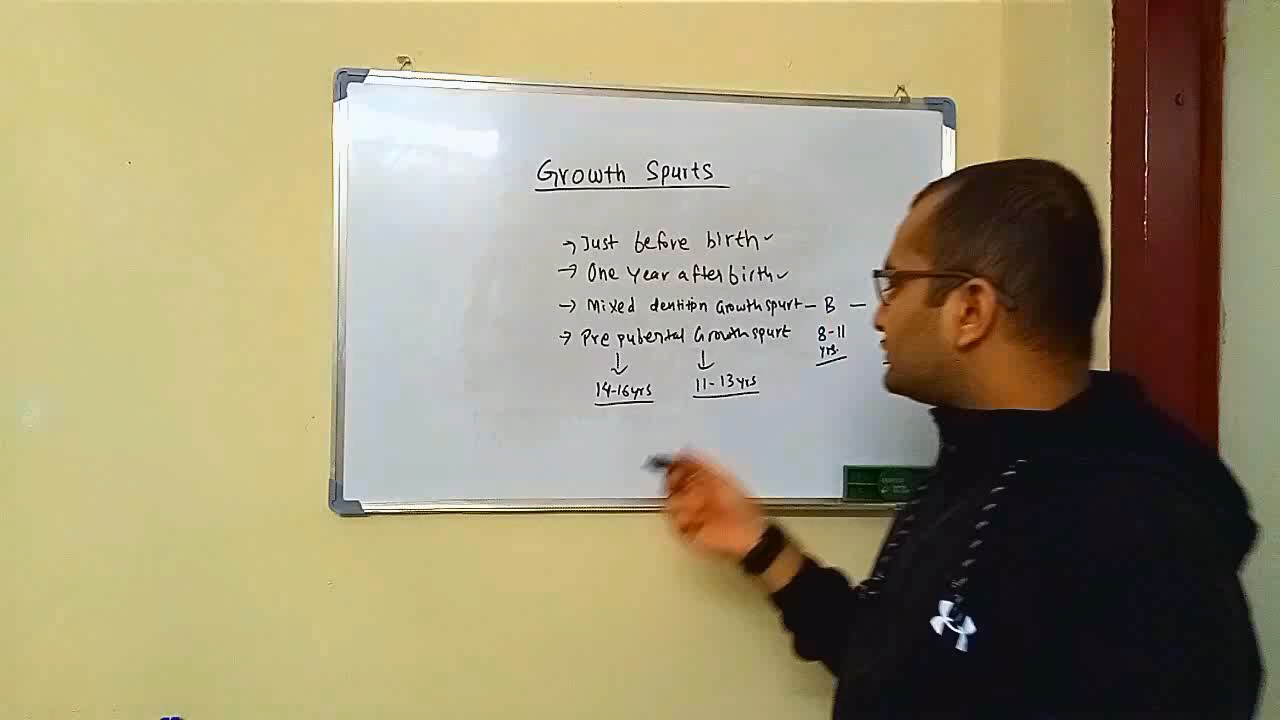 Growth Spurts
→ Just before birth ✓
→ One year after birth ✓
→ Mixed dentition Growth spurt – B –
8-11
yrs.
→ Pre pubertal Growth spurt
↓ ↓
14-16yrs 11-13yrs